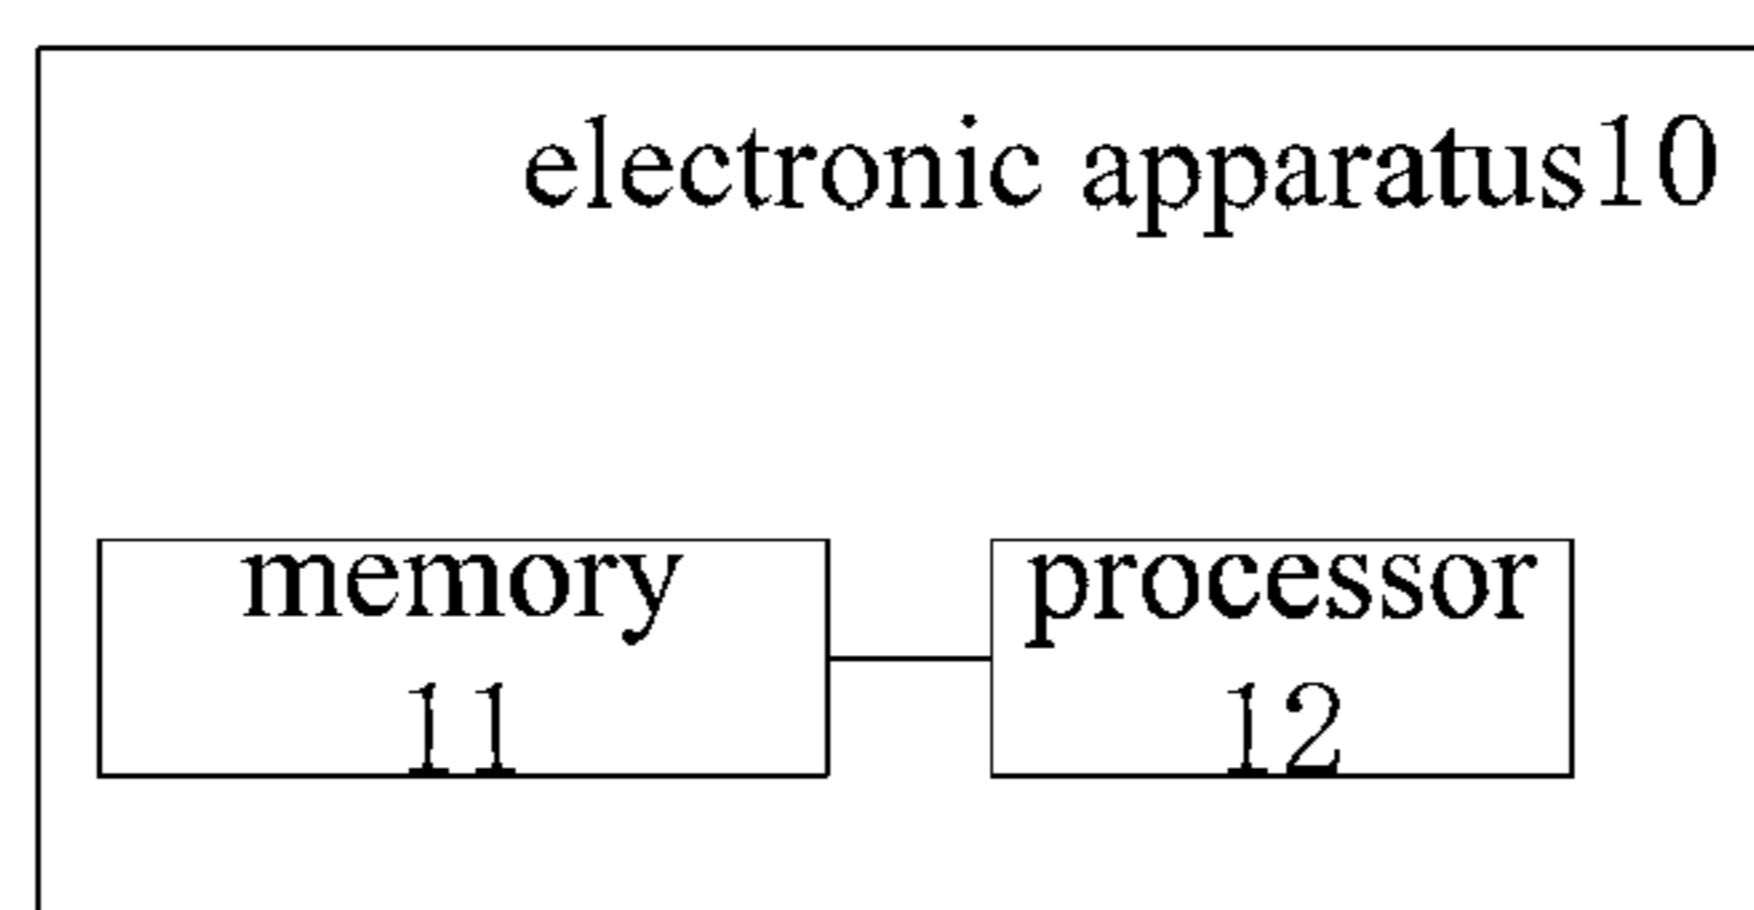 electronic apparatus10
memory
11
processor
12